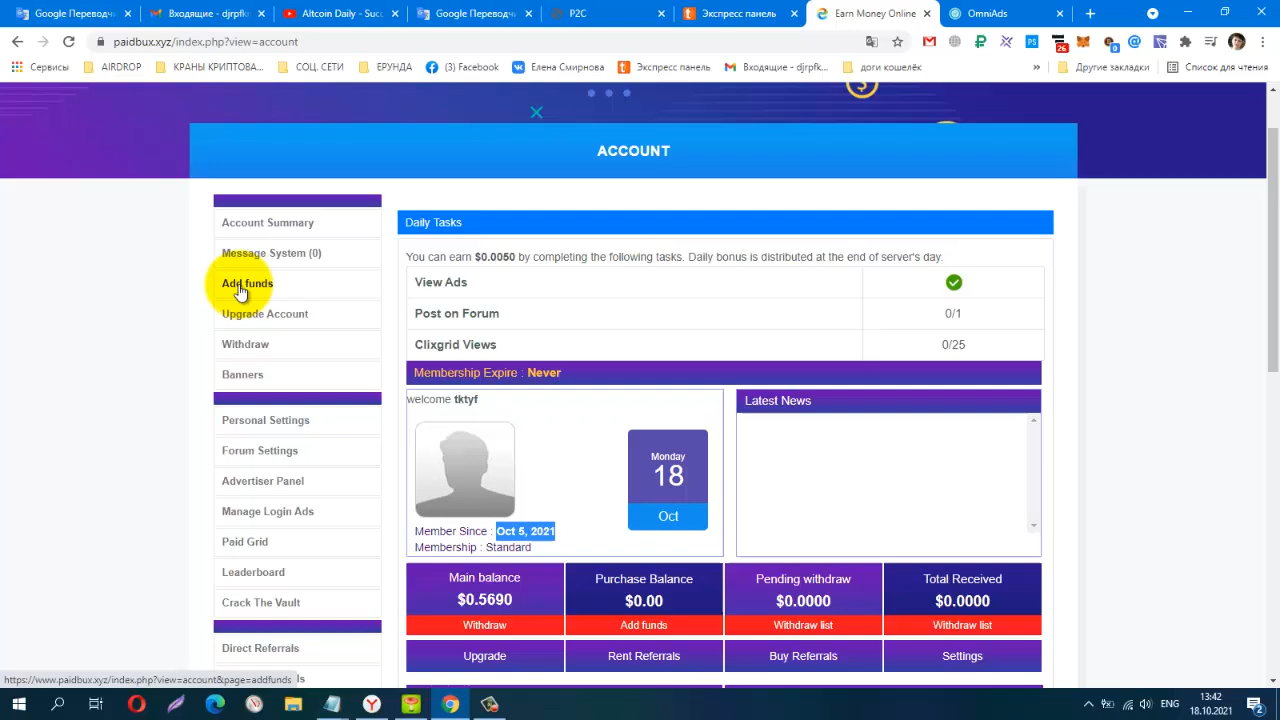 Google Переводч
Входящие - djrpfk
Altcoin Daily - Succ
Google Переводч
P2C
Экспресс панель
Earn Money Online
OmniAds
paidbux.xyz/index.php?view=account
26
9
Сервисы
AIRDROP
КРАНЫ КРИПТОВА...
СОЦ. СЕТИ
ЕРУНДА
(3) Facebook
Елена Смирнова
Экспресс панель
Входящие - djrpfk...
доги кошелёк
»
Другие закладки
Список для чтения
ACCOUNT
Account Summary
Message System (0)
Add funds
Upgrade Account
Withdraw
Banners
Personal Settings
Forum Settings
Advertiser Panel
Manage Login Ads
Paid Grid
Leaderboard
Crack The Vault
Direct Referrals
Daily Tasks
You can earn $0.0050 by completing the following tasks. Daily bonus is distributed at the end of server's day.
View Ads
Post on Forum 0/1
Clixgrid Views 0/25
Membership Expire : Never
welcome tktyf
Monday
18
Oct
Member Since : Oct 5, 2021
Membership : Standard
Latest News
Main balance
$0.5690
Withdraw
Purchase Balance
$0.00
Add funds
Pending withdraw
$0.0000
Withdraw list
Total Received
$0.0000
Withdraw list
Upgrade
Rent Referrals
Buy Referrals
Settings
https://www.paidbux.xyz/index.php?view=account&page=addfunds
ENG
13:42
18.10.2021
2